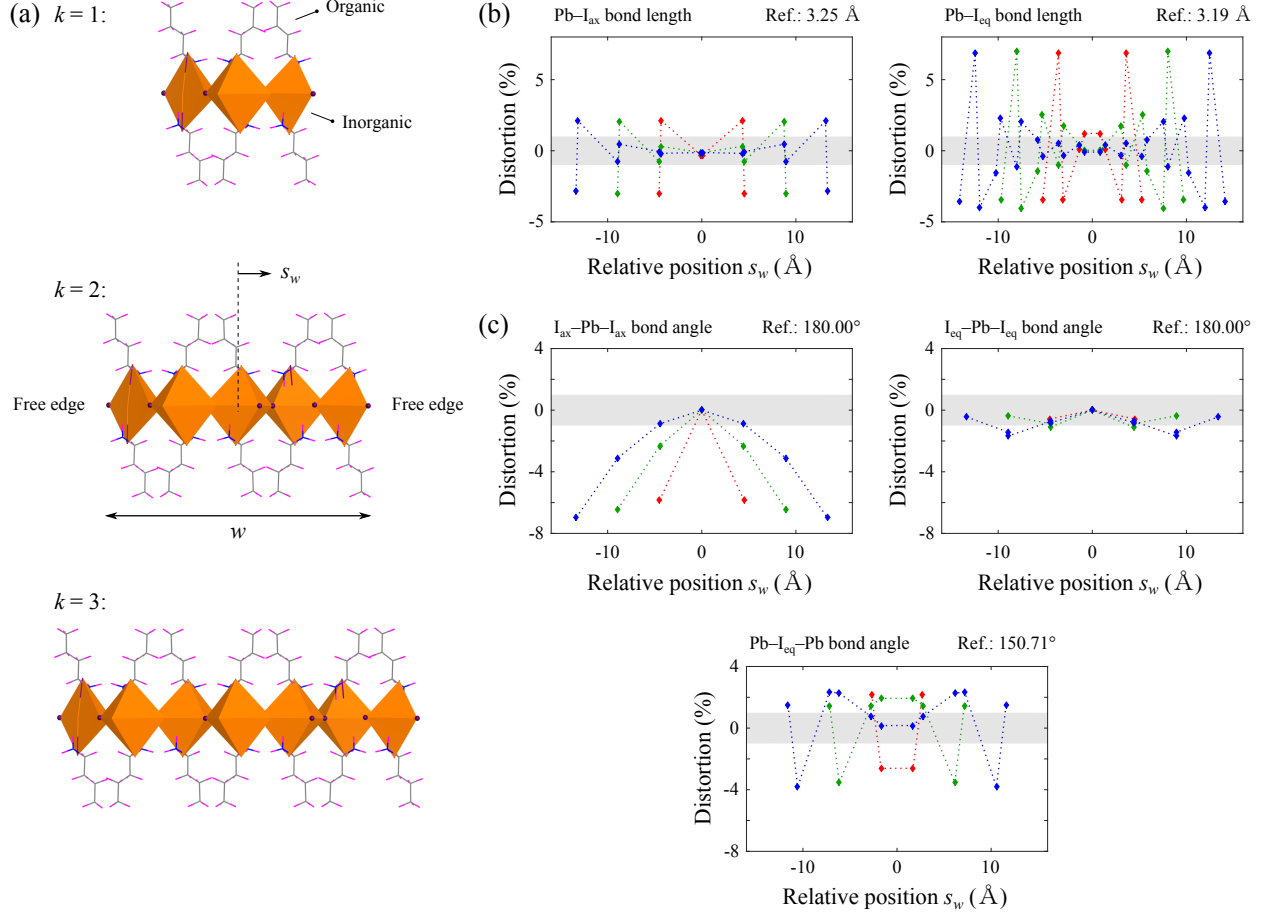 (a)
k = 1:
Organic
Inorganic
k = 2:
s_w
Free edge
Free edge
w
k = 3:
(b)
Pb–I_ax bond length Ref.: 3.25 Å
Distortion (%)
5
0
-5
-10 0 10
Relative position s_w (Å)
Pb–I_eq bond length Ref.: 3.19 Å
Distortion (%)
5
0
-5
-10 0 10
Relative position s_w (Å)
(c)
I_ax–Pb–I_ax bond angle Ref.: 180.00°
Distortion (%)
4
0
-4
-8
-10 0 10
Relative position s_w (Å)
I_eq–Pb–I_eq bond angle Ref.: 180.00°
Distortion (%)
4
0
-4
-8
-10 0 10
Relative position s_w (Å)
Pb–I_eq–Pb bond angle Ref.: 150.71°
Distortion (%)
4
0
-4
-8
-10 0 10
Relative position s_w (Å)